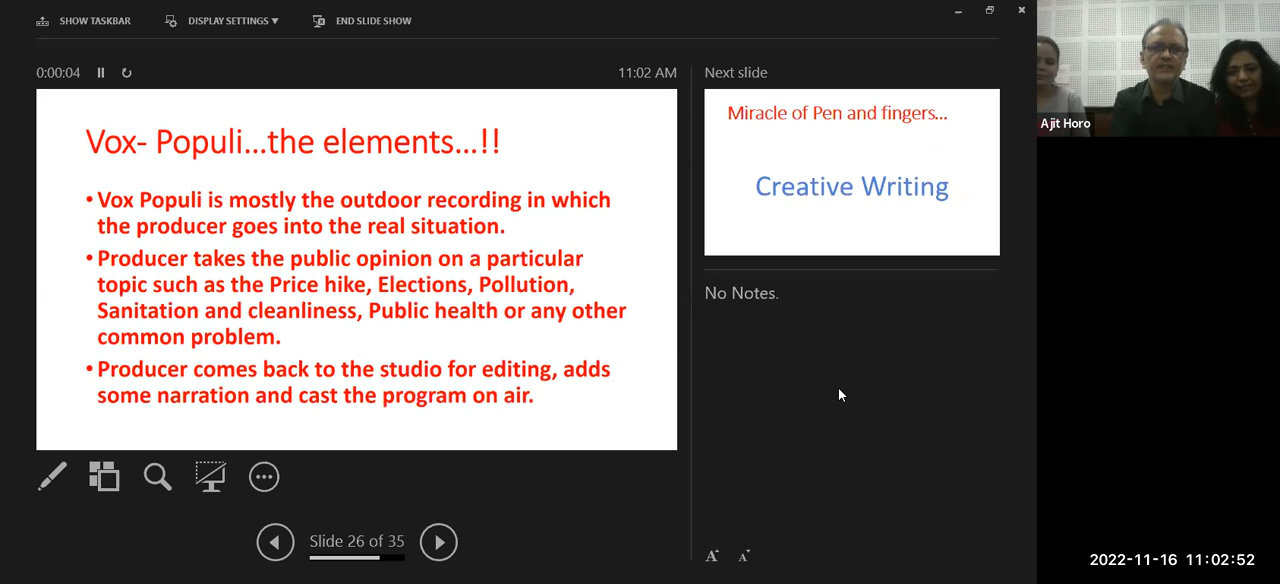 SHOW TASKBAR
DISPLAY SETTINGS ▼
END SLIDE SHOW
0:00:04
11:02 AM
Vox- Populi...the elements...!!
• Vox Populi is mostly the outdoor recording in which
the producer goes into the real situation.
• Producer takes the public opinion on a particular
topic such as the Price hike, Elections, Pollution,
Sanitation and cleanliness, Public health or any other
common problem.
• Producer comes back to the studio for editing, adds
some narration and cast the program on air.
Slide 26 of 35
Next slide
Miracle of Pen and fingers...
Creative Writing
No Notes.
A A
Ajit Horo
2022-11-16 11:02:52